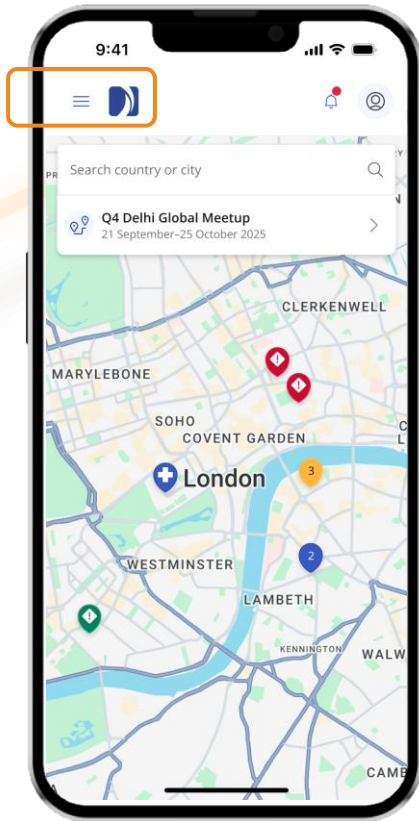 9:41
Search country or city
Q4 Delhi Global Meetup
21 September–25 October 2025
CLERKENWELL
MARYLEBONE
SOHO
COVENT GARDEN
3
London
2
WESTMINSTER
LAMBETH
KENNINGTON
WALW
CAMB